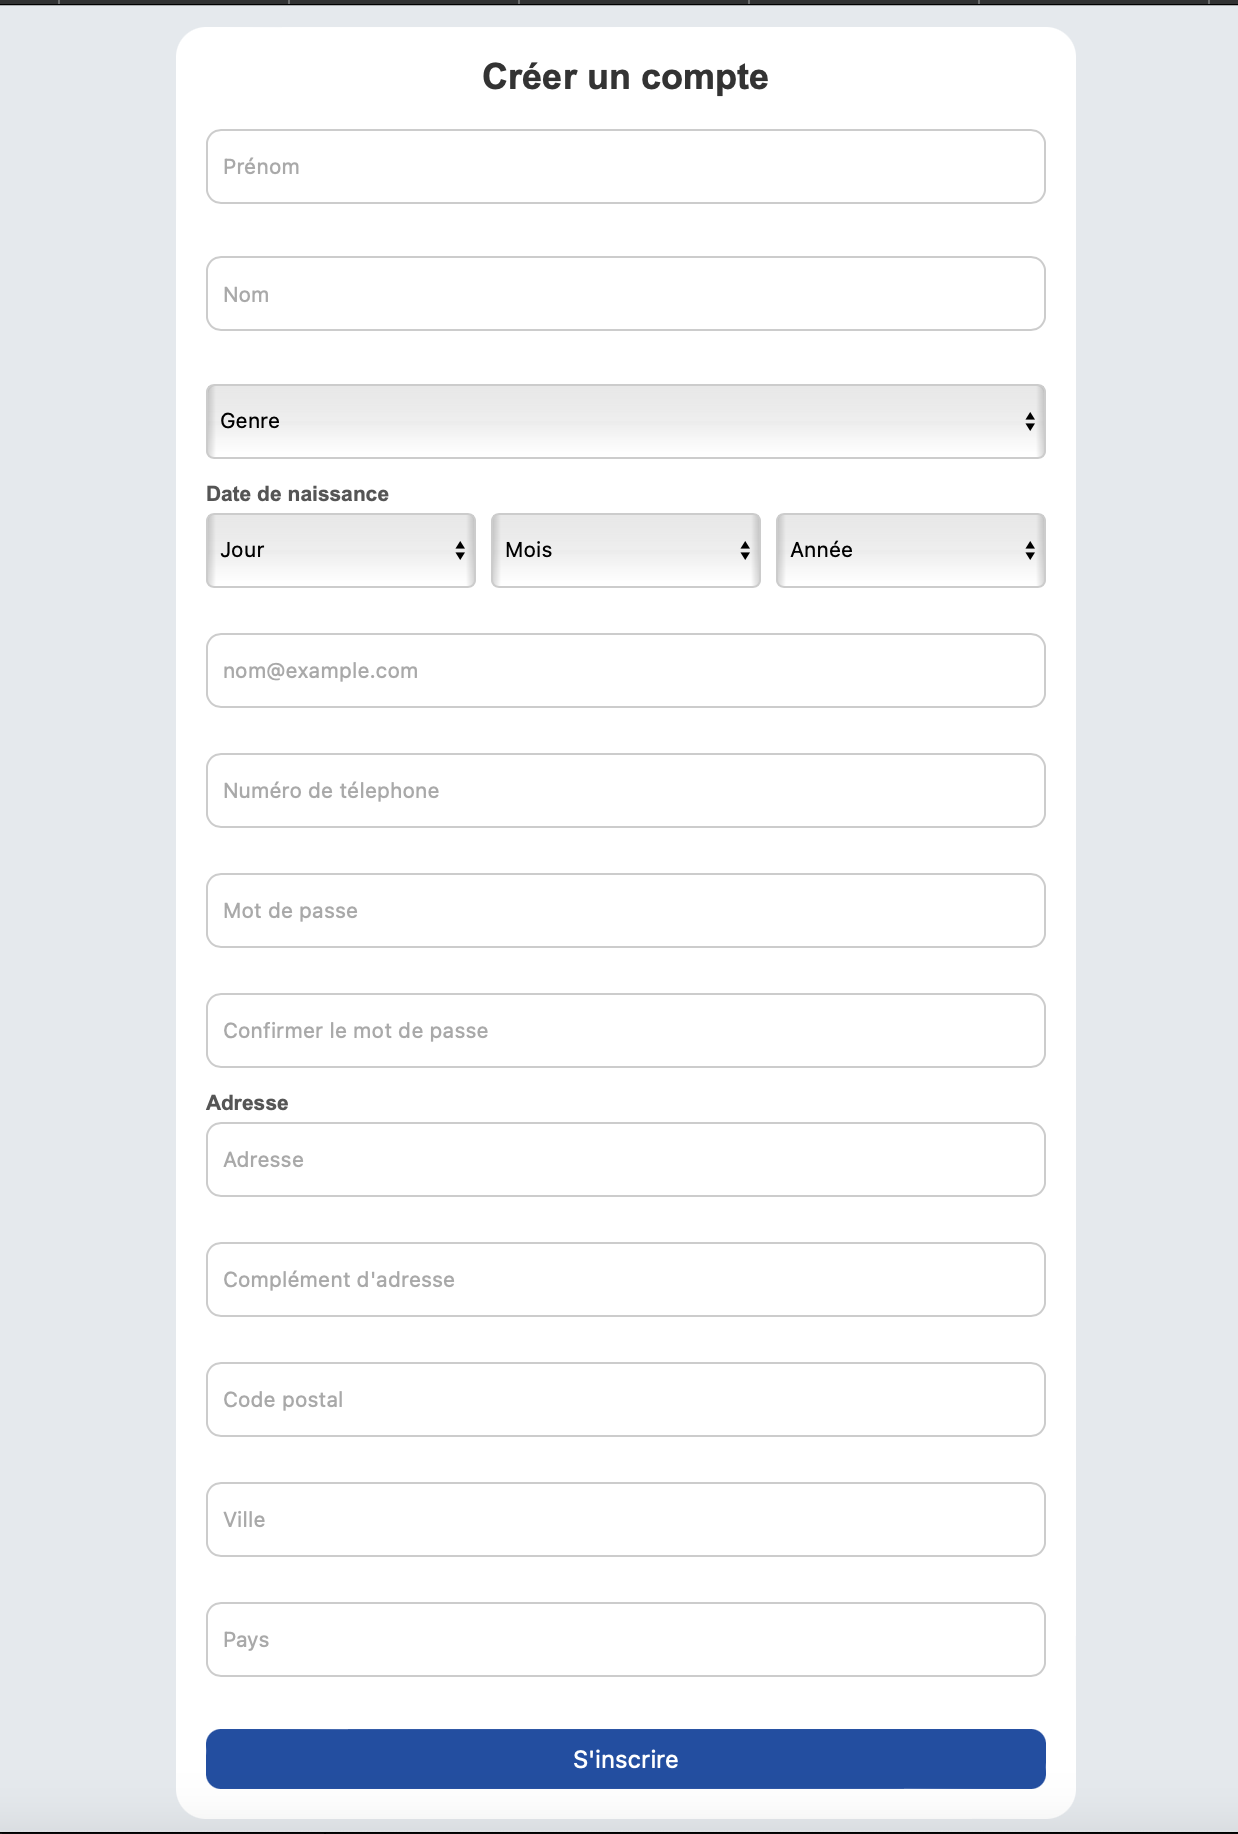 Créer un compte
Prénom
Nom
Genre
Date de naissance
Jour Mois Année
nom@example.com
Numéro de télephone
Mot de passe
Confirmer le mot de passe
Adresse
Adresse
Complément d'adresse
Code postal
Ville
Pays
S'inscrire